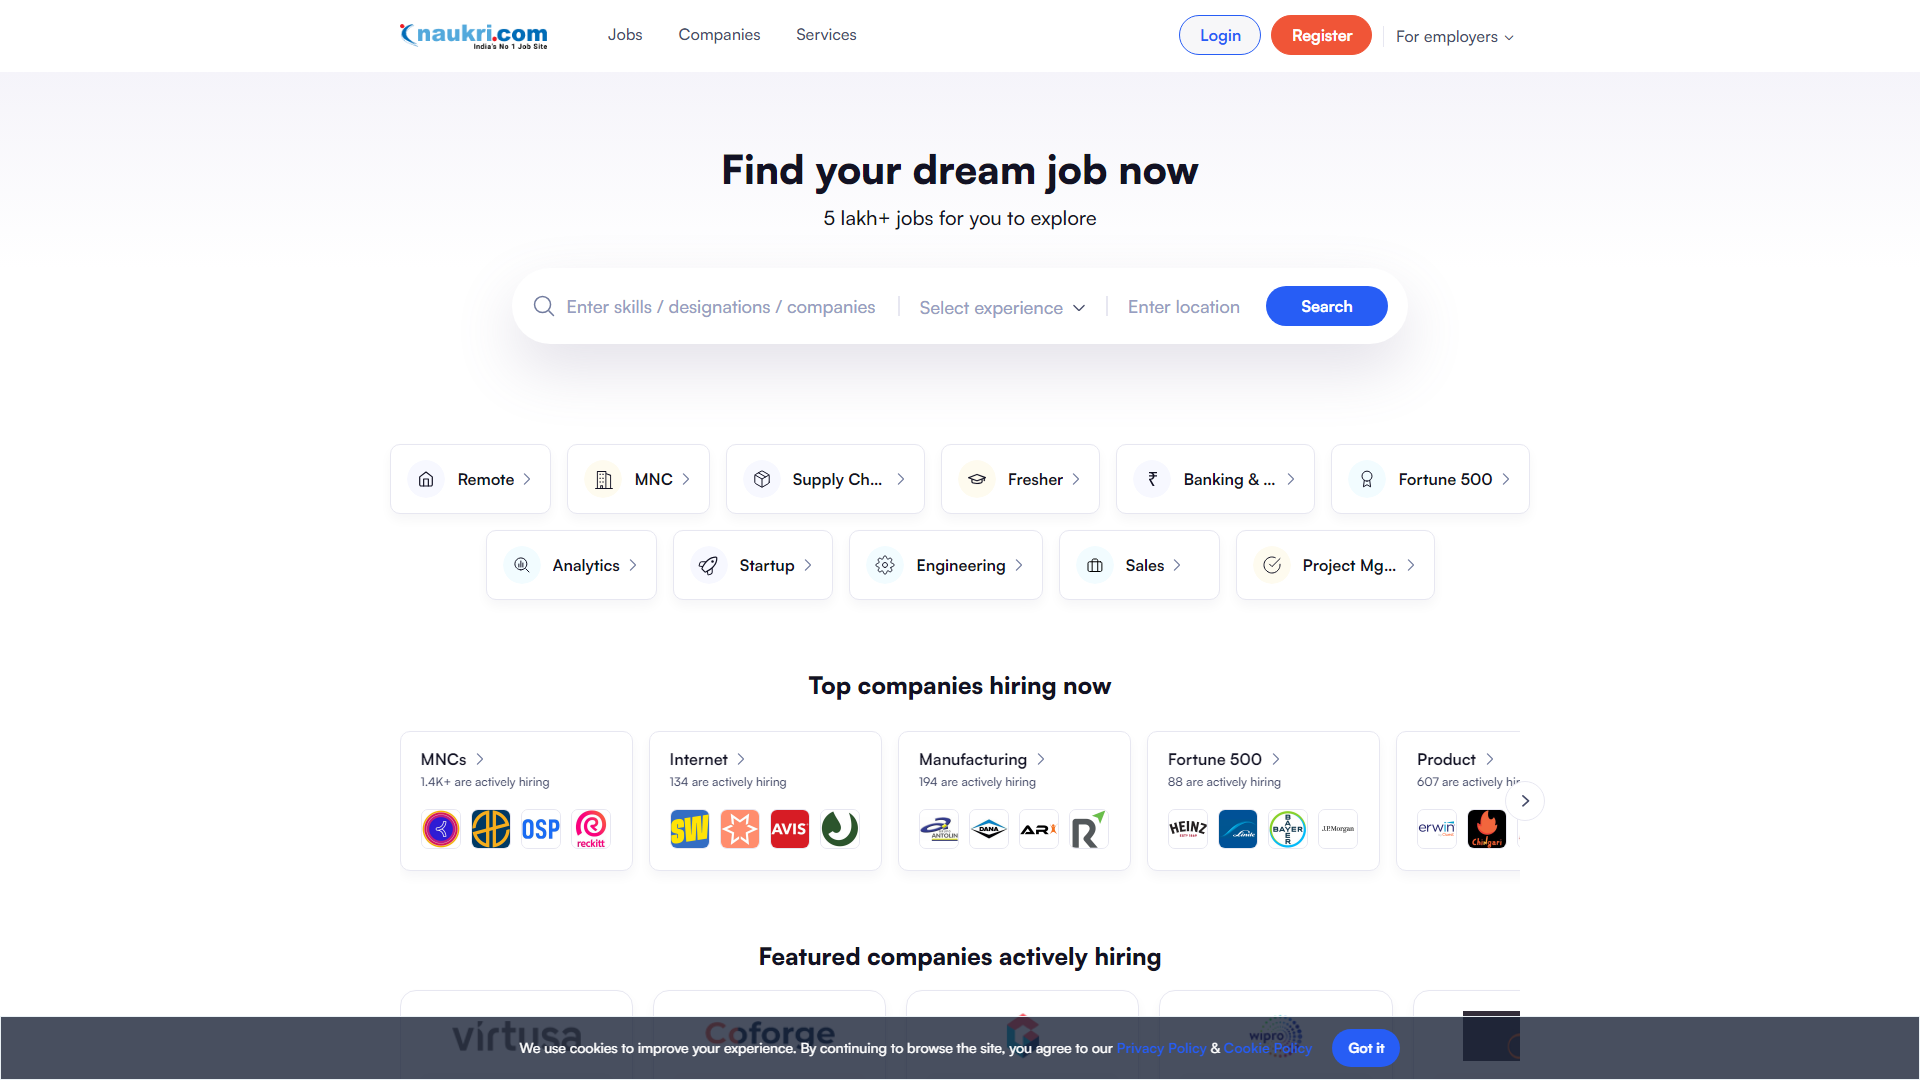 naukri.com
India's No 1 Job Site
Jobs
Companies
Services
Login
Register
For employers
Find your dream job now
5 lakh+ jobs for you to explore
Enter skills / designations / companies
Select experience
Enter location
Search
Remote
MNC
Supply Ch...
Fresher
₹
Banking & ...
Fortune 500
Analytics
Startup
Engineering
Sales
Project Mg...
Top companies hiring now
MNCs
1.4K+ are actively hiring
OSP
reckitt
Internet
134 are actively hiring
SW
AVIS
Manufacturing
194 are actively hiring
ANTOLIN
DANA
Fortune 500
88 are actively hiring
HEINZ
Linde
BAYER
BAYER
J.P.Morgan
Product
607 are actively hir
erwin
Chingari
Featured companies actively hiring
virtusa
Coforge
wipro
We use cookies to improve your experience. By continuing to browse the site, you agree to our Privacy Policy & Cookie Policy
Got it